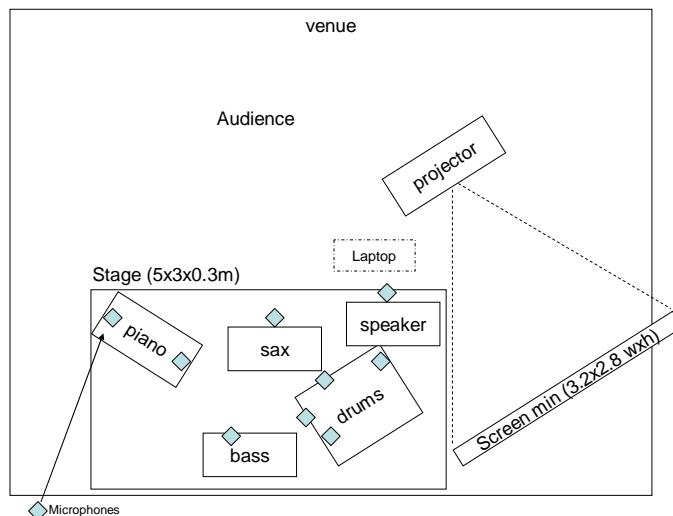 venue
Audience
projector
Laptop
Stage (5x3x0.3m)
speaker
piano
sax
drums
Screen min (3.2x2.8 wxh)
bass
Microphones